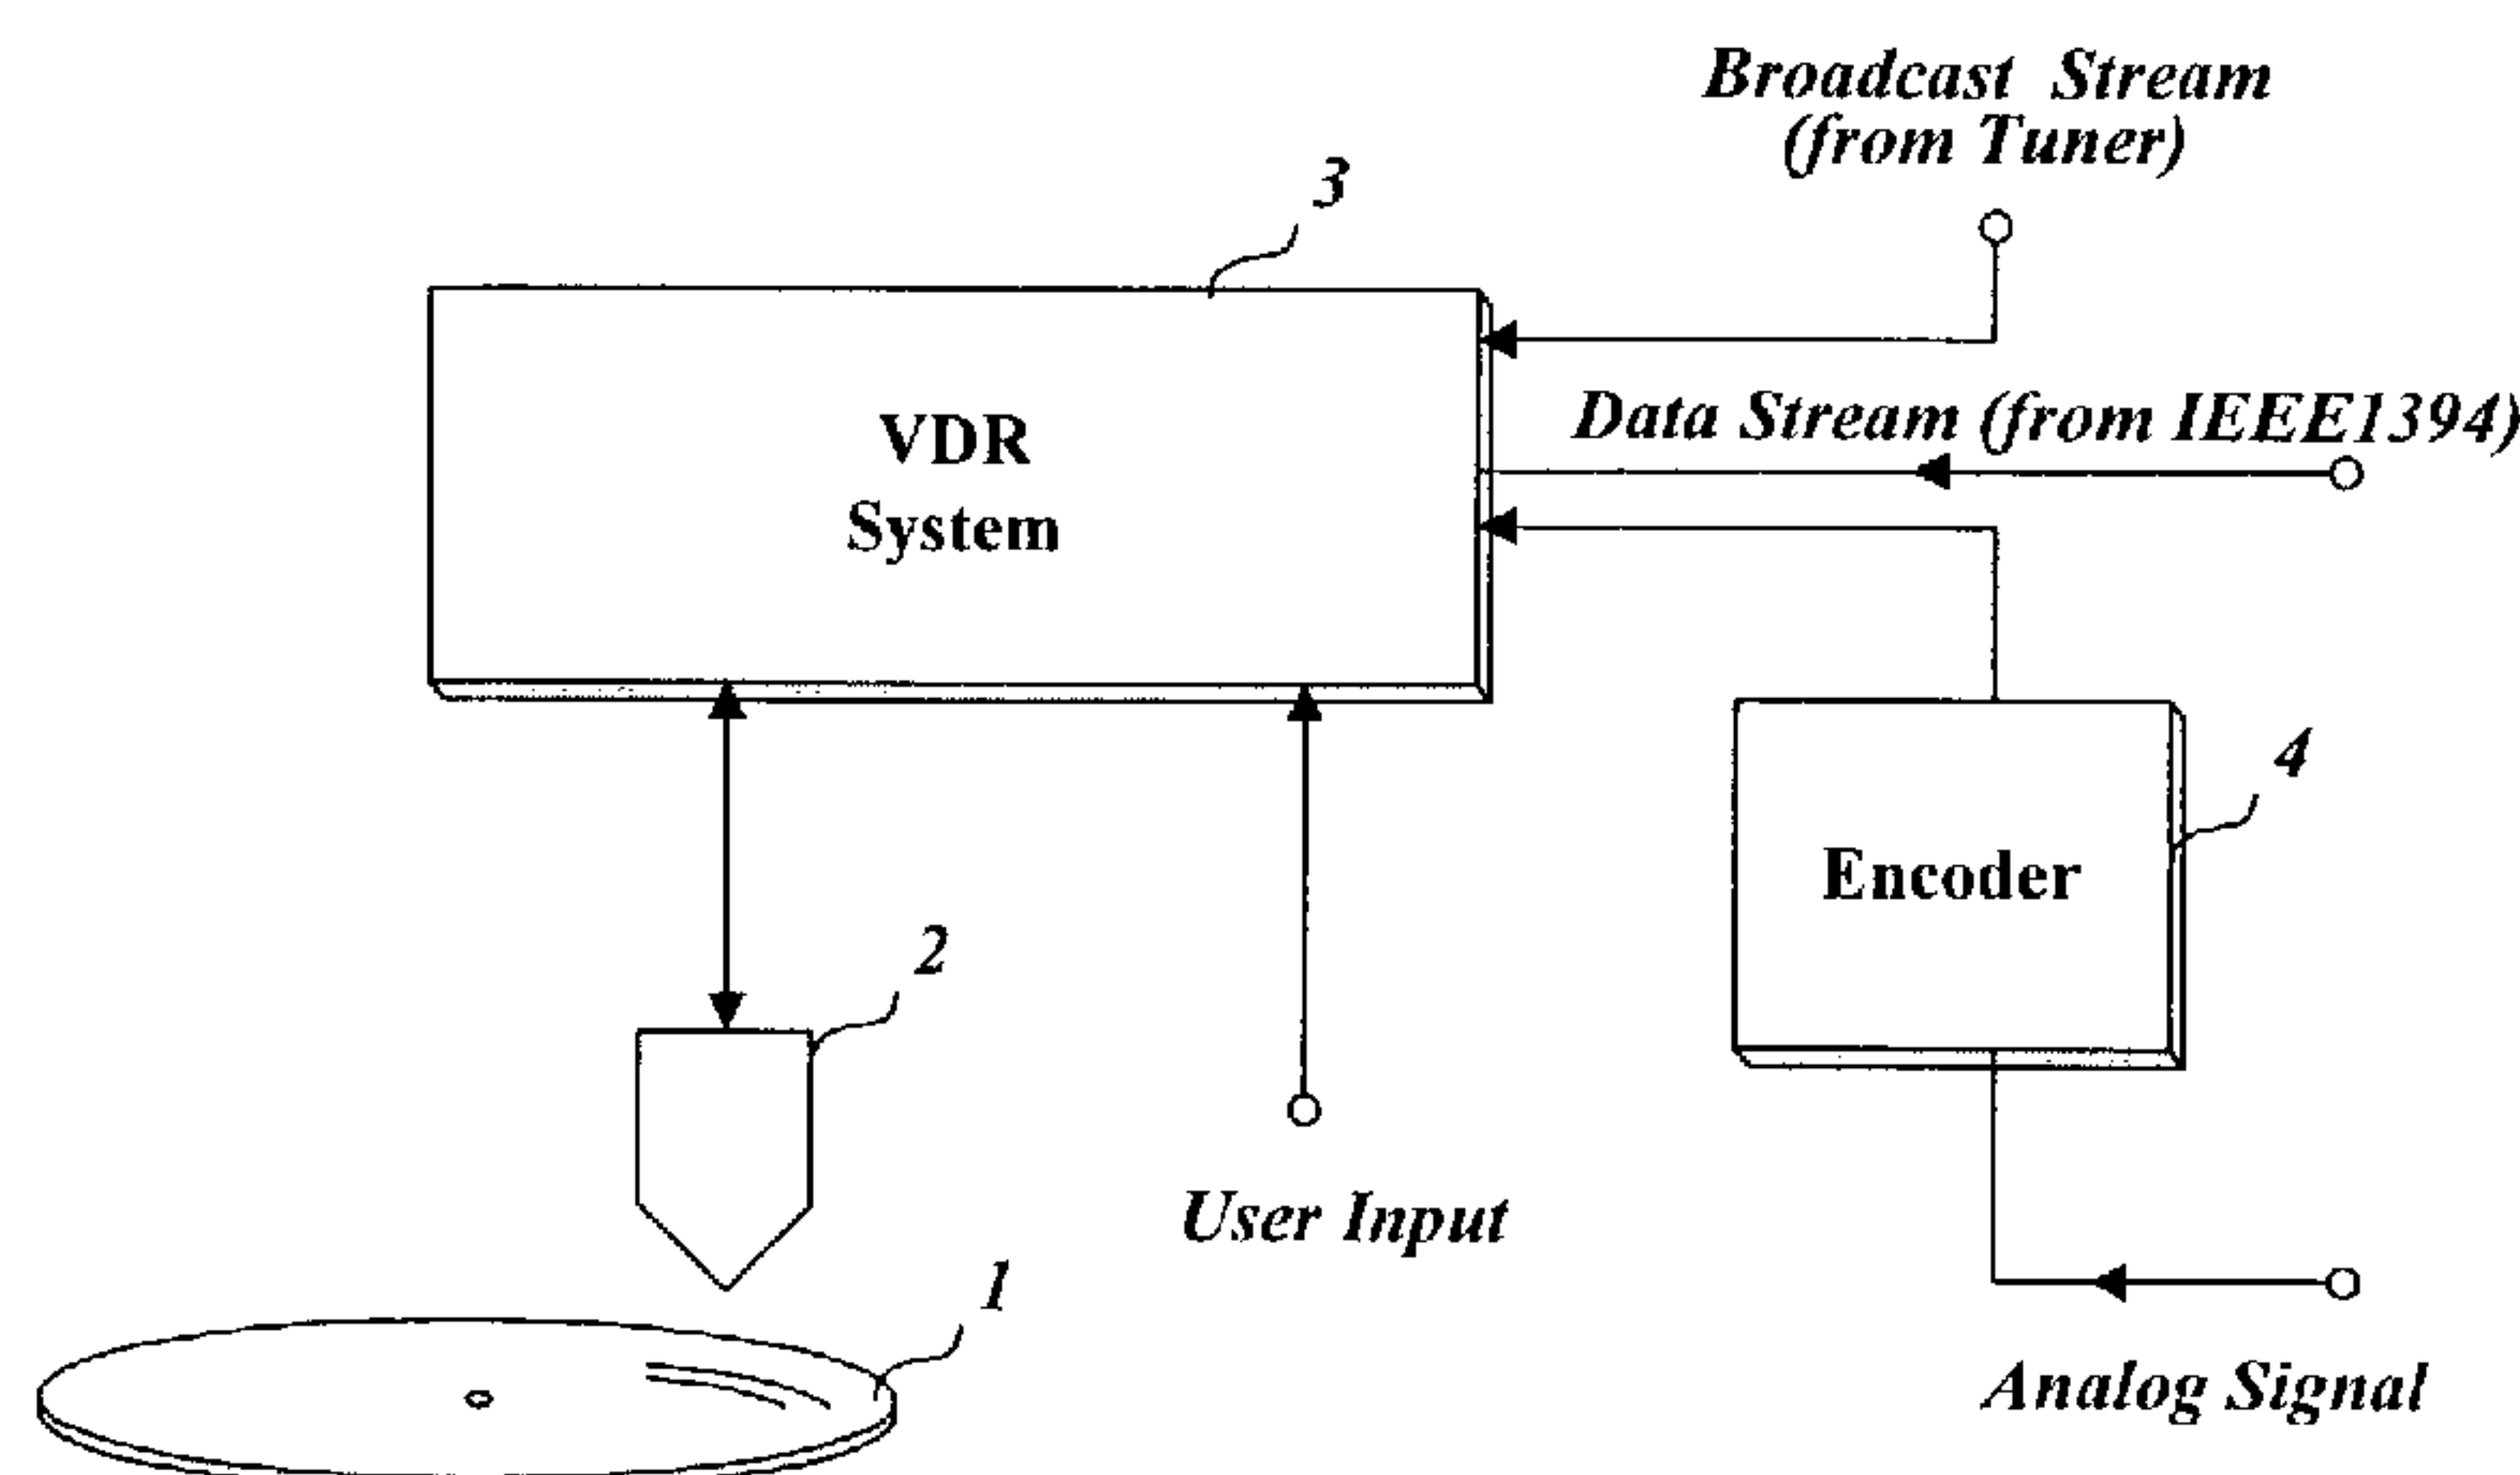 Broadcast Stream
(from Tuner)
3
Data Stream (from IEEE1394)
VDR
System
4
Encoder
2
User Input
1
Analog Signal